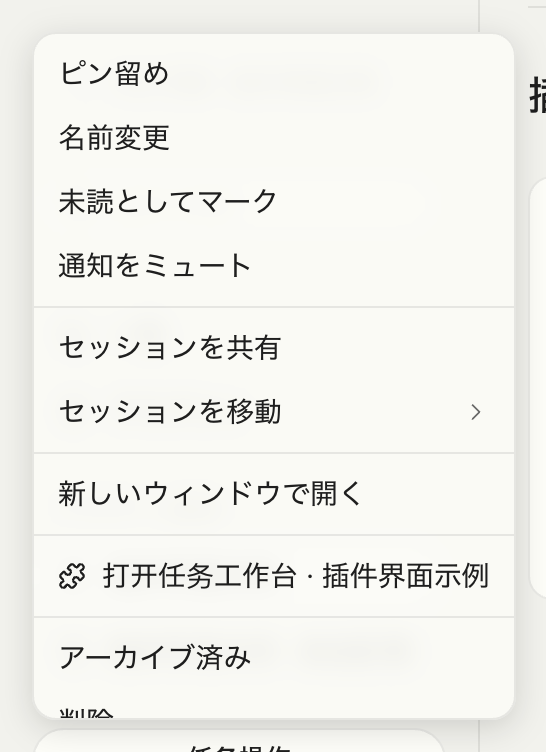 ピン留め
名前変更
未読としてマーク
通知をミュート
セッションを共有
セッションを移動
新しいウィンドウで開く
打开任务工作台 · 插件界面示例
アーカイブ済み
削除